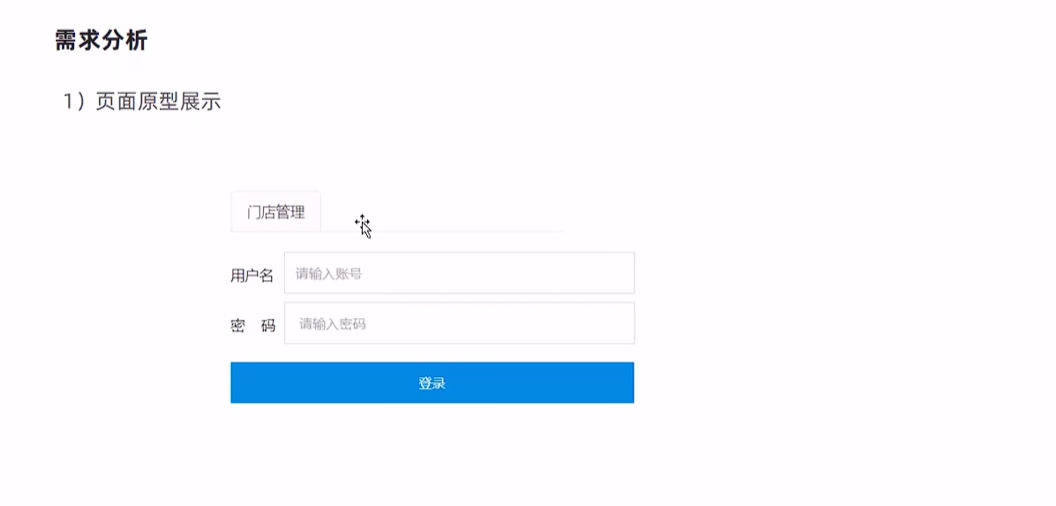 需求分析
1）页面原型展示
门店管理
用户名 请输入账号
密 码 请输入密码
登录